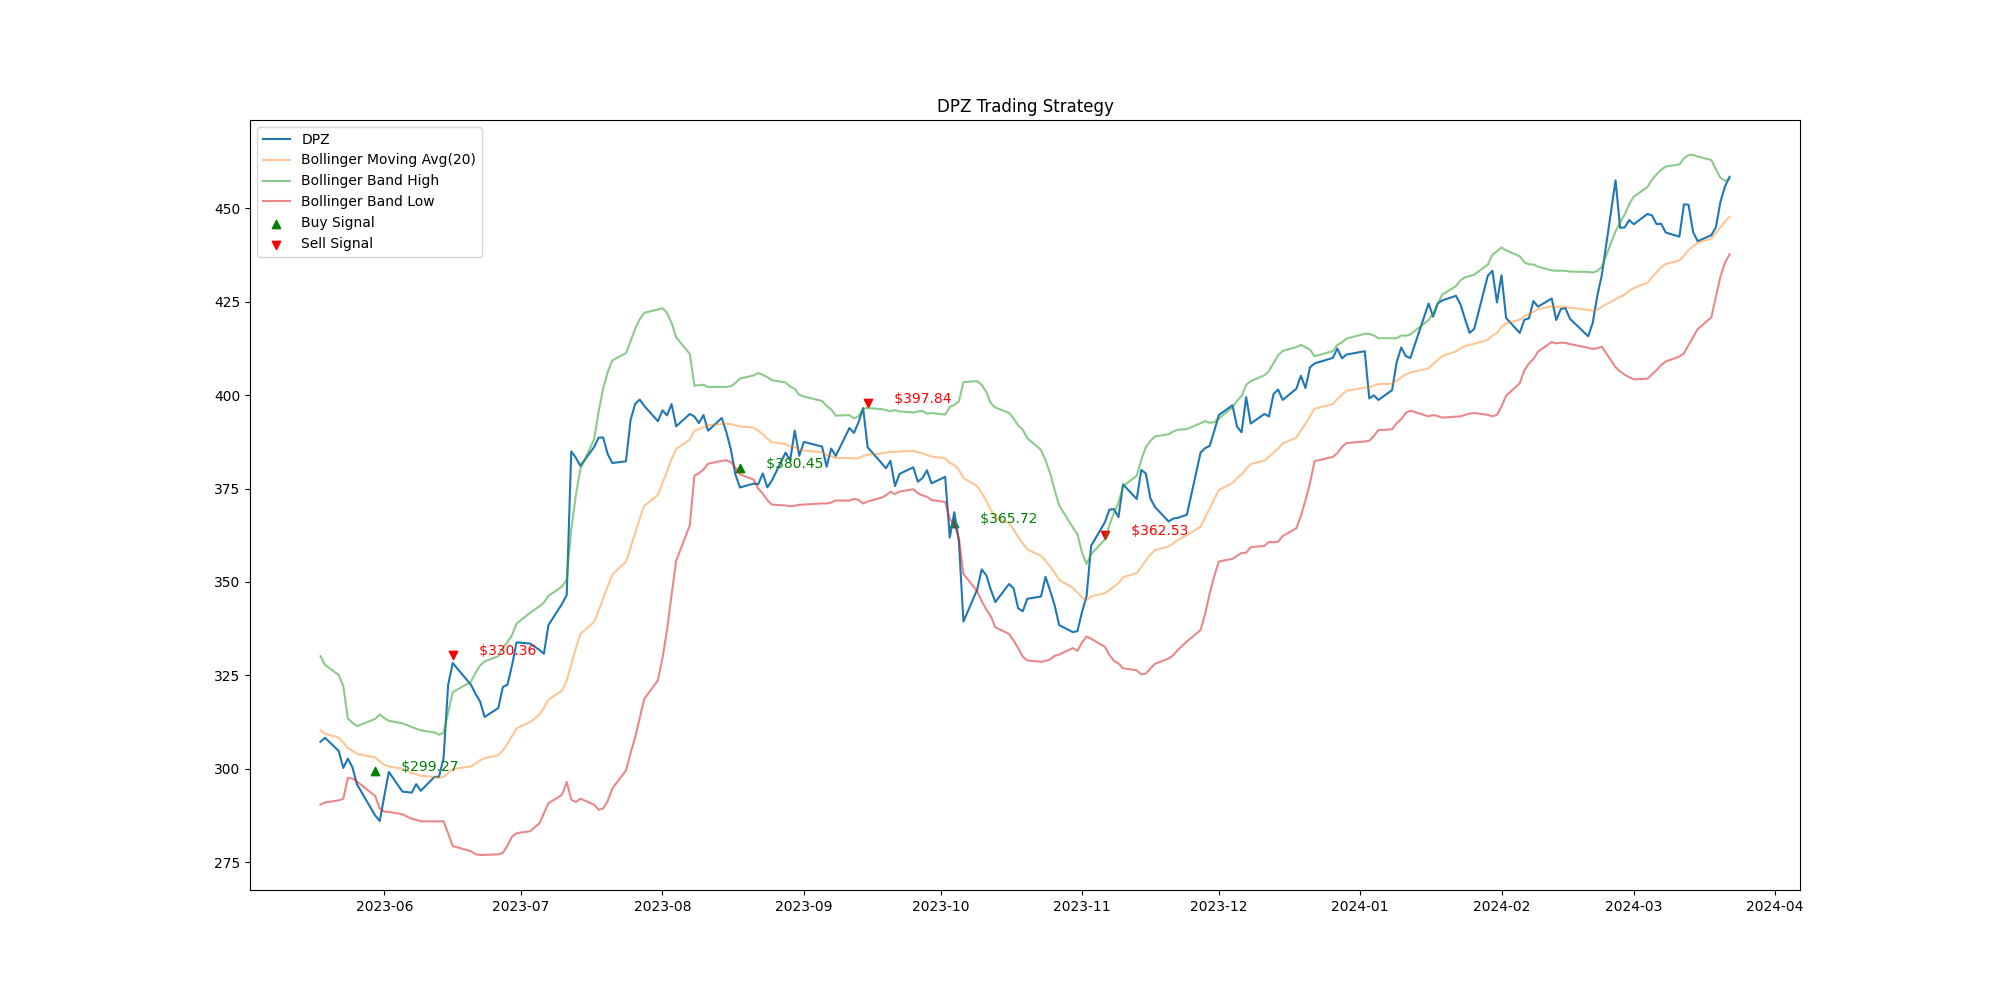 DPZ Trading Strategy
DPZ
Bollinger Moving Avg(20)
Bollinger Band High
Bollinger Band Low
Buy Signal
Sell Signal
450
425
400
375
350
325
300
275
$397.84
$380.45
$365.72
$362.53
$330.36
$299.27
2023-06 2023-07 2023-08 2023-09 2023-10 2023-11 2023-12 2024-01 2024-02 2024-03 2024-04